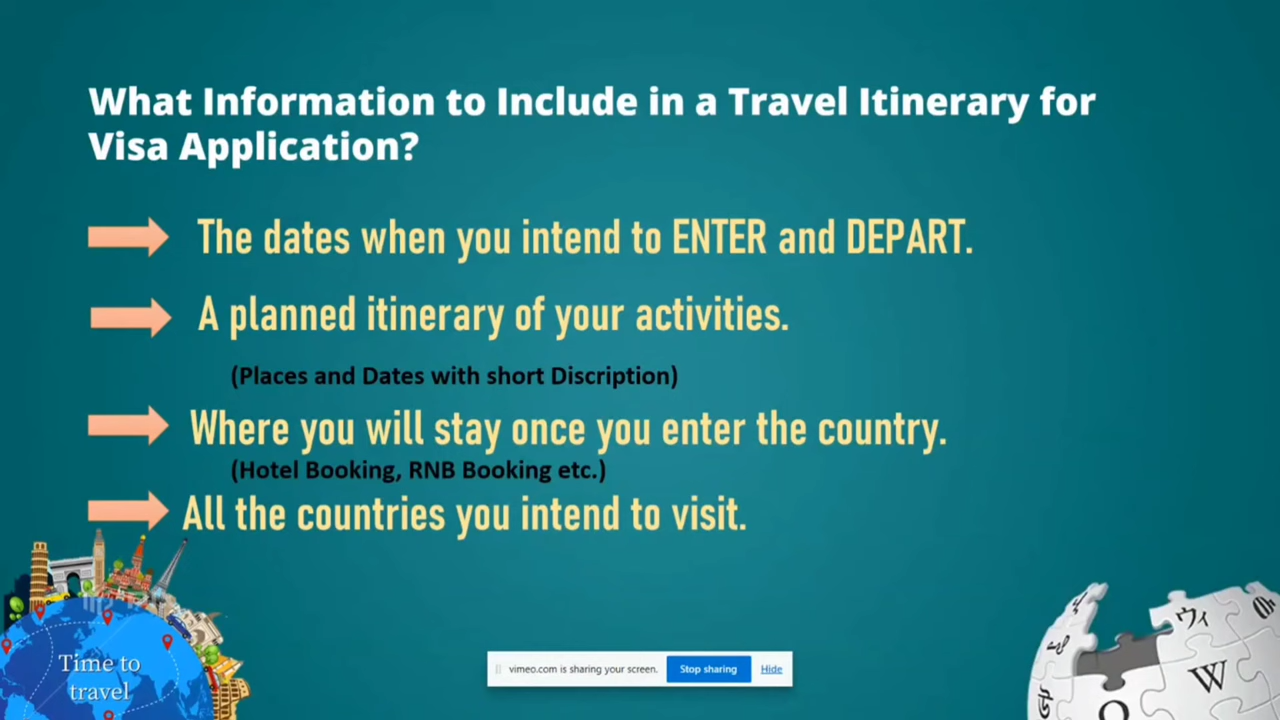 What Information to Include in a Travel Itinerary for
Visa Application?
The dates when you intend to ENTER and DEPART.
A planned itinerary of your activities.
(Places and Dates with short Discription)
Where you will stay once you enter the country.
(Hotel Booking, RNB Booking etc.)
All the countries you intend to visit.
Time to
travel
vimeo.com is sharing your screen. Stop sharing Hide
ウィ
W